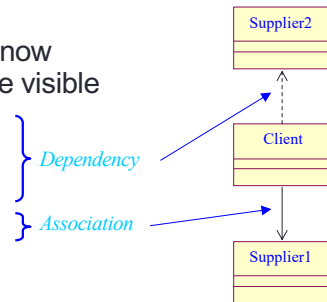 now
e visible
Dependency
Association
Supplier2
Client
Supplier1